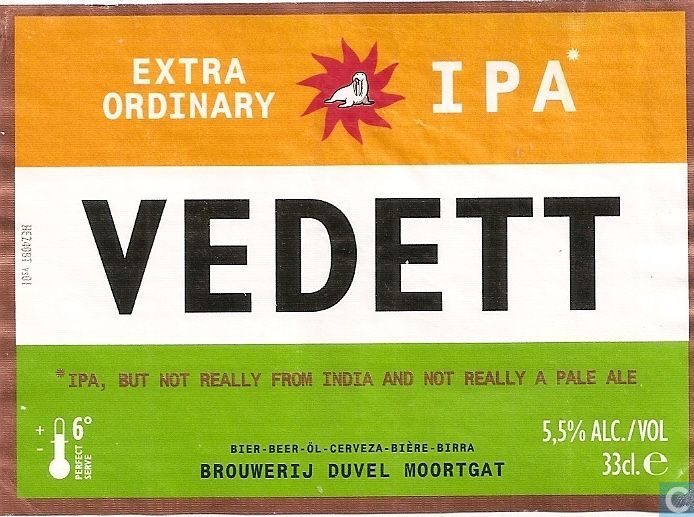 EXTRA
ORDINARY
IPA*
VEDETT
*IPA, BUT NOT REALLY FROM INDIA AND NOT REALLY A PALE ALE
+
-
6°
PERFECT
SERVE
BIER-BEER-ÖL-CERVEZA-BIÈRE-BIRRA
BROUWERIJ DUVEL MOORTGAT
5,5% ALC./VOL
33cl. e